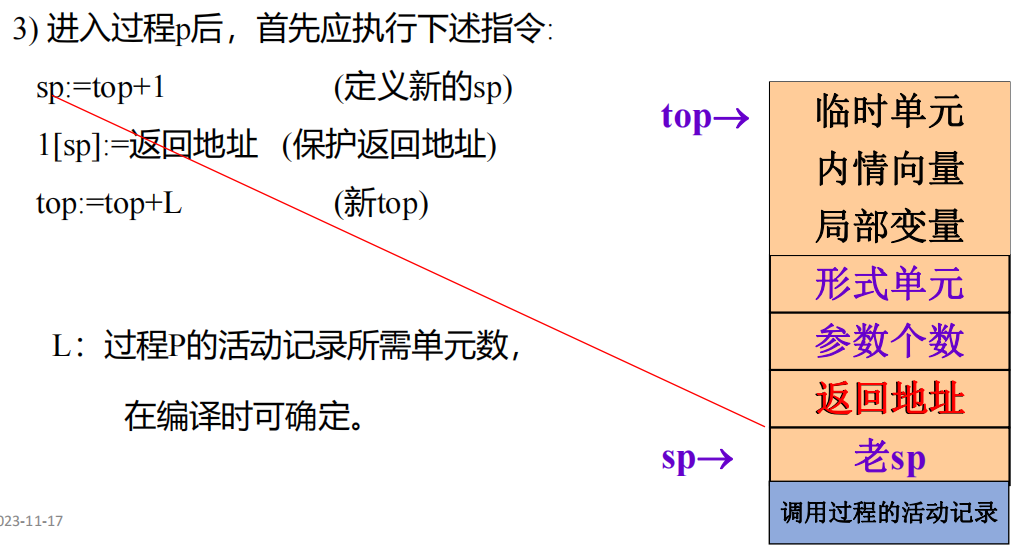 3) 进入过程p后，首先应执行下述指令:
sp:=top+1 (定义新的sp)
1[sp]:=返回地址 (保护返回地址)
top:=top+L (新top)
L：过程P的活动记录所需单元数，
在编译时可确定。
top→
临时单元
内情向量
局部变量
形式单元
参数个数
返回地址
sp→
老sp
调用过程的活动记录
023-11-17